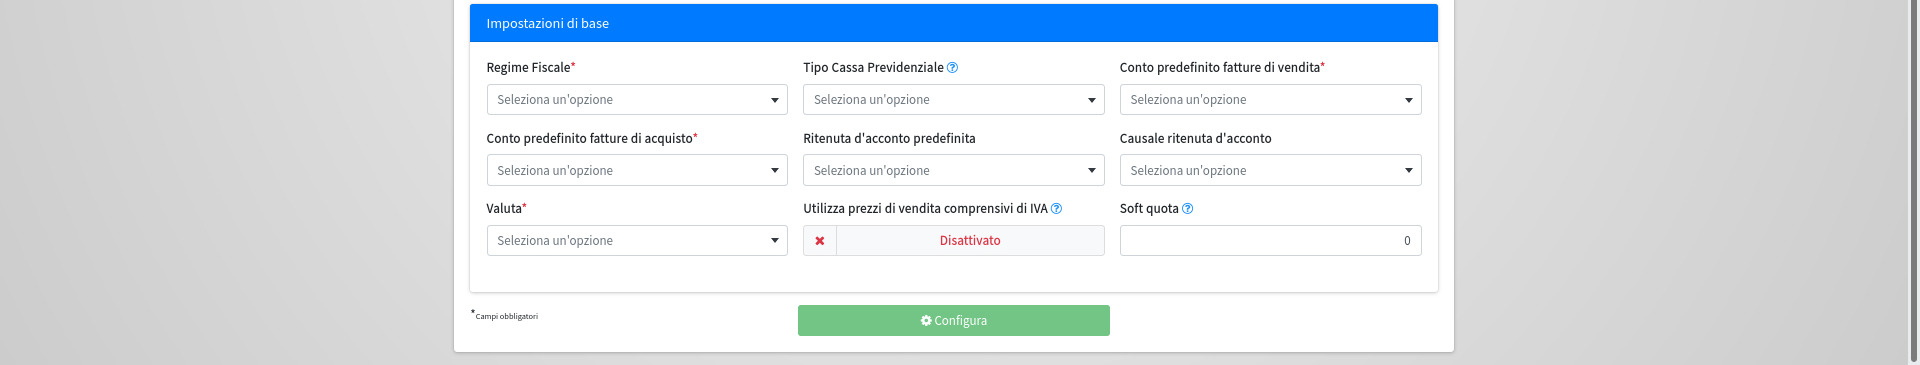 Impostazioni di base
Regime Fiscale* Tipo Cassa Previdenziale Conto predefinito fatture di vendita*
Seleziona un'opzione Seleziona un'opzione Seleziona un'opzione
Conto predefinito fatture di acquisto* Ritenuta d'acconto predefinita Causale ritenuta d'acconto
Seleziona un'opzione Seleziona un'opzione Seleziona un'opzione
Valuta* Utilizza prezzi di vendita comprensivi di IVA Soft quota
Seleziona un'opzione Disattivato 0
*Campi obbligatori Configura